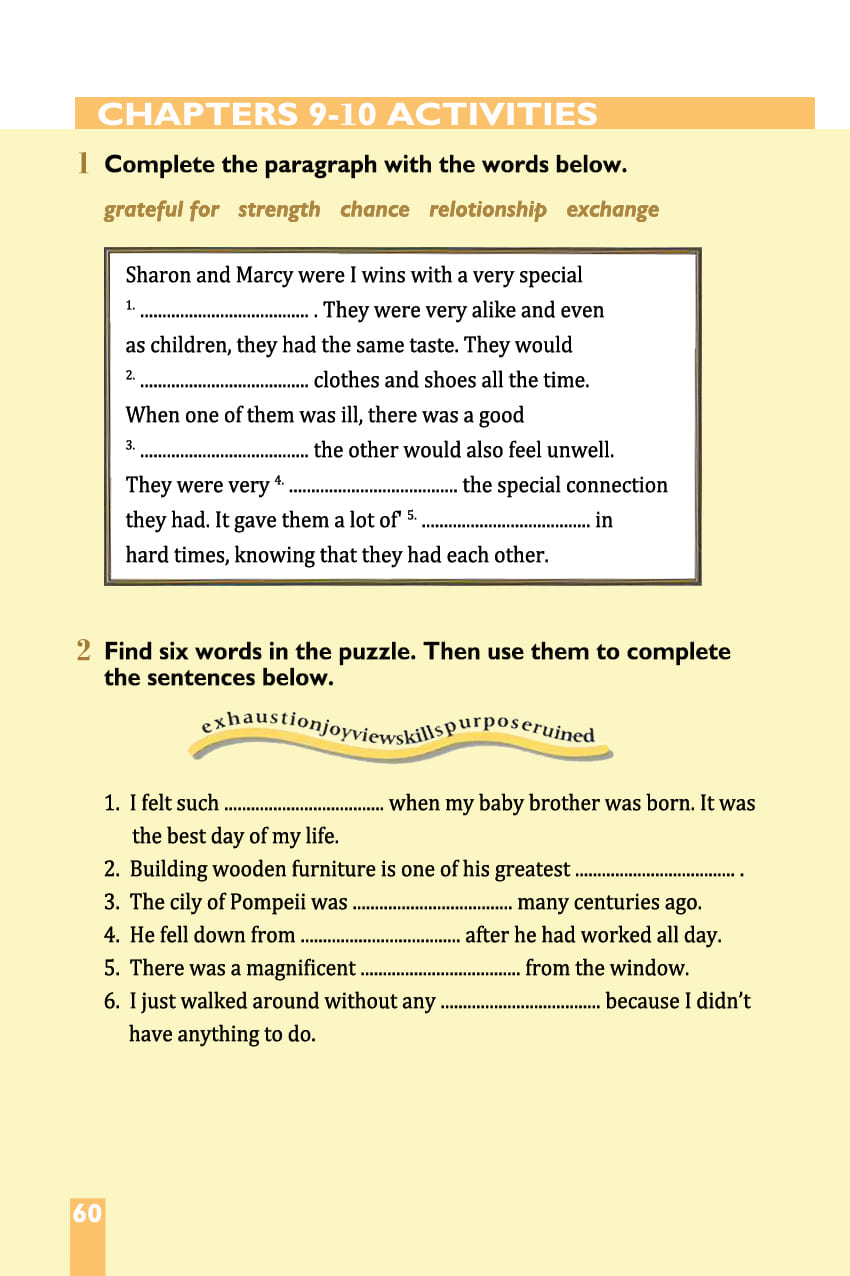 CHAPTERS 9-10 ACTIVITIES
1 Complete the paragraph with the words below.
grateful for strength chance relotionship exchange
Sharon and Marcy were I wins with a very special
1. ...................................... . They were very alike and even
as children, they had the same taste. They would
2. ...................................... clothes and shoes all the time.
When one of them was ill, there was a good
3. ...................................... the other would also feel unwell.
They were very 4. ...................................... the special connection
they had. It gave them a lot of' 5. ...................................... in
hard times, knowing that they had each other.
2 Find six words in the puzzle. Then use them to complete
the sentences below.
exhaustionjoyviewskillspurposeruined
1. I felt such .................................... when my baby brother was born. It was
the best day of my life.
2. Building wooden furniture is one of his greatest .................................... .
3. The cily of Pompeii was .................................... many centuries ago.
4. He fell down from .................................... after he had worked all day.
5. There was a magnificent .................................... from the window.
6. I just walked around without any .................................... because I didn't
have anything to do.
60